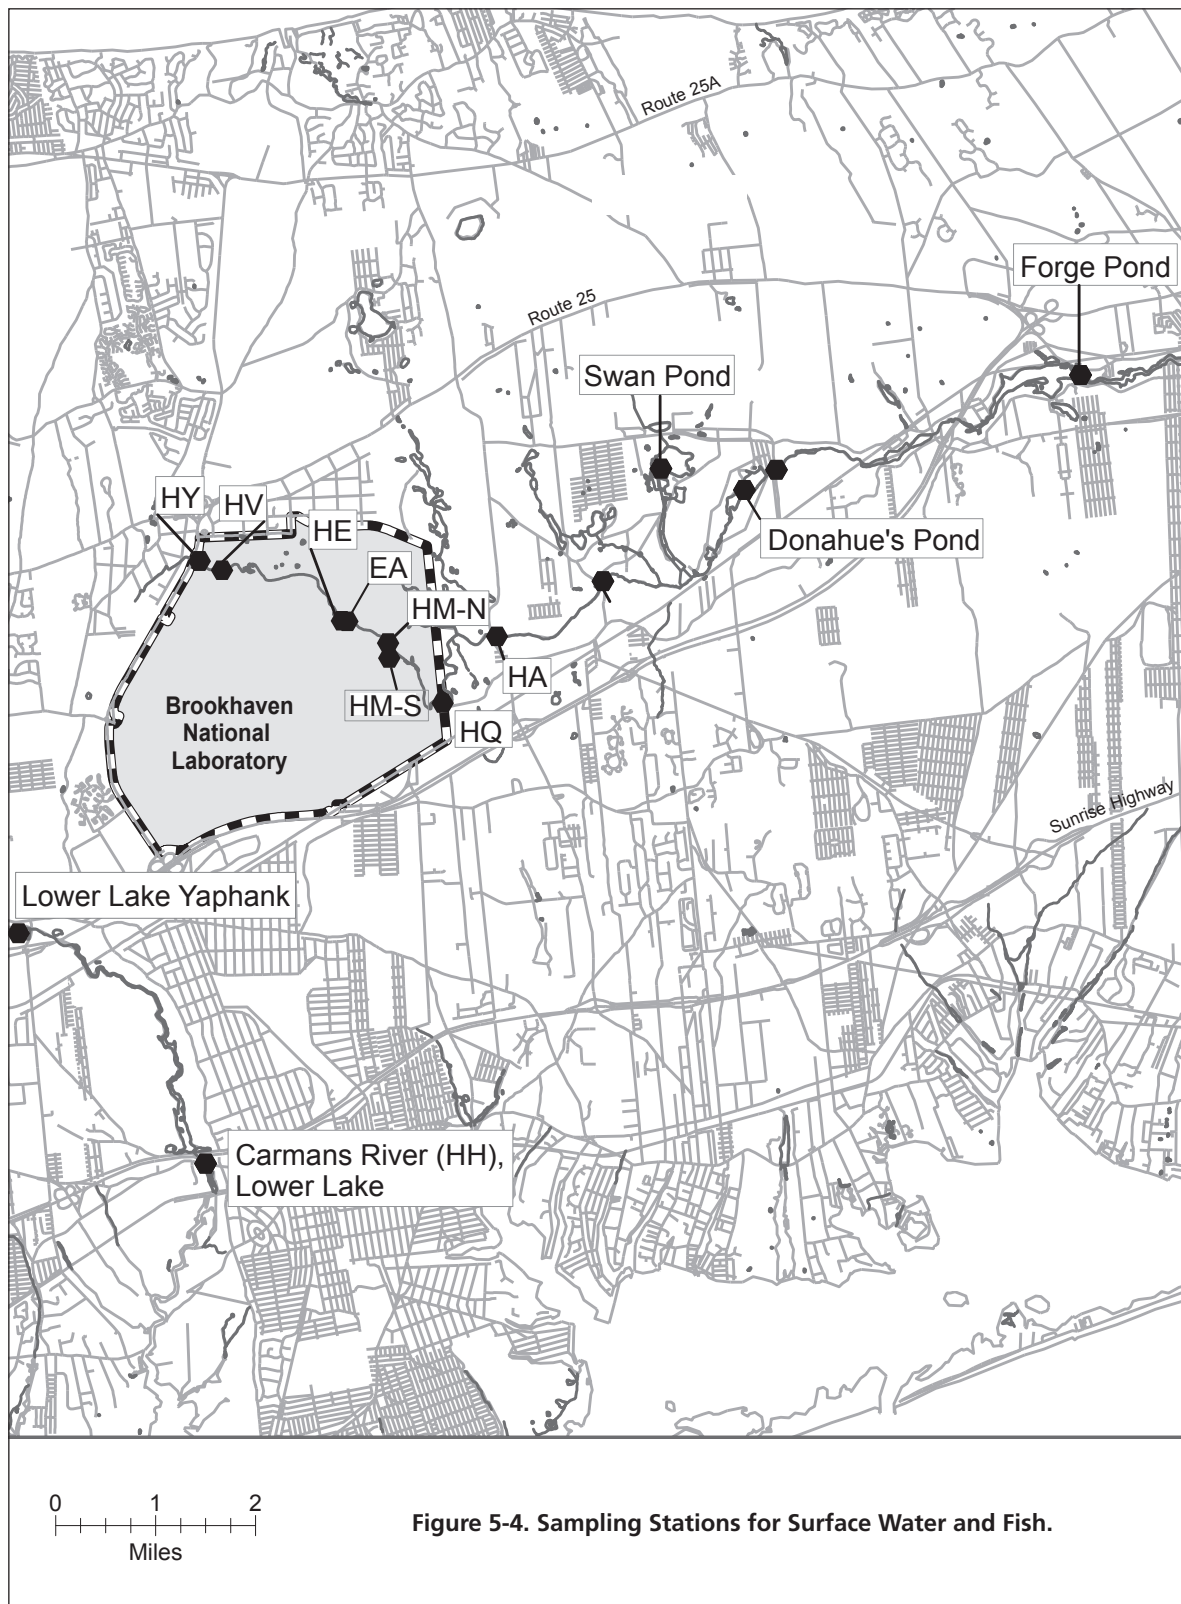 Route 25A
Forge Pond
Route 25
Swan Pond
HY
HV
HE
Donahue's Pond
EA
HM-N
HA
HM-S
HQ
Brookhaven
National
Laboratory
Sunrise Highway
Lower Lake Yaphank
Carmans River (HH),
Lower Lake
0 1 2
Miles
Figure 5-4. Sampling Stations for Surface Water and Fish.